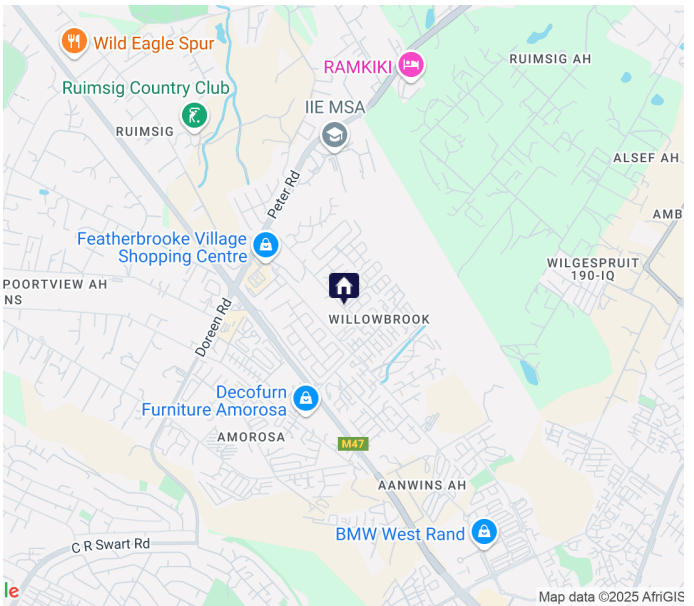 Wild Eagle Spur
RAMKIKI
RUIMSIG AH
Ruimsig Country Club
IIE MSA
RUIMSIG
ALSEF AH
Peter Rd
AMB
Featherbrooke Village
Shopping Centre
WILGESPRUIT
190-IQ
POORTVIEW AH
NS
Doreen Rd
WILLOWBROOK
Decofurn
Furniture Amorosa
AMOROSA
M47
AANWINS AH
BMW West Rand
C R Swart Rd
le
Map data ©2025 AfriGIS